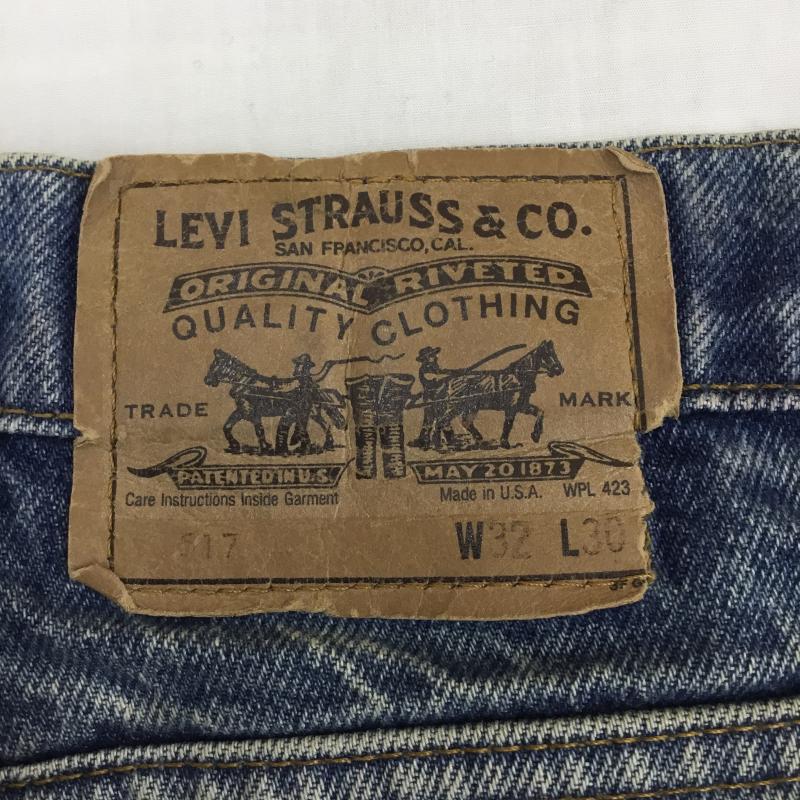 LEVI STRAUSS & CO.
SAN FRANCISCO, CAL.
ORIGINAL RIVETED
QUALITY CLOTHING
TRADE MARK
PATENTED IN U.S. MAY 20 1873
Care Instructions Inside Garment Made in U.S.A. WPL 423
517 W32 L30